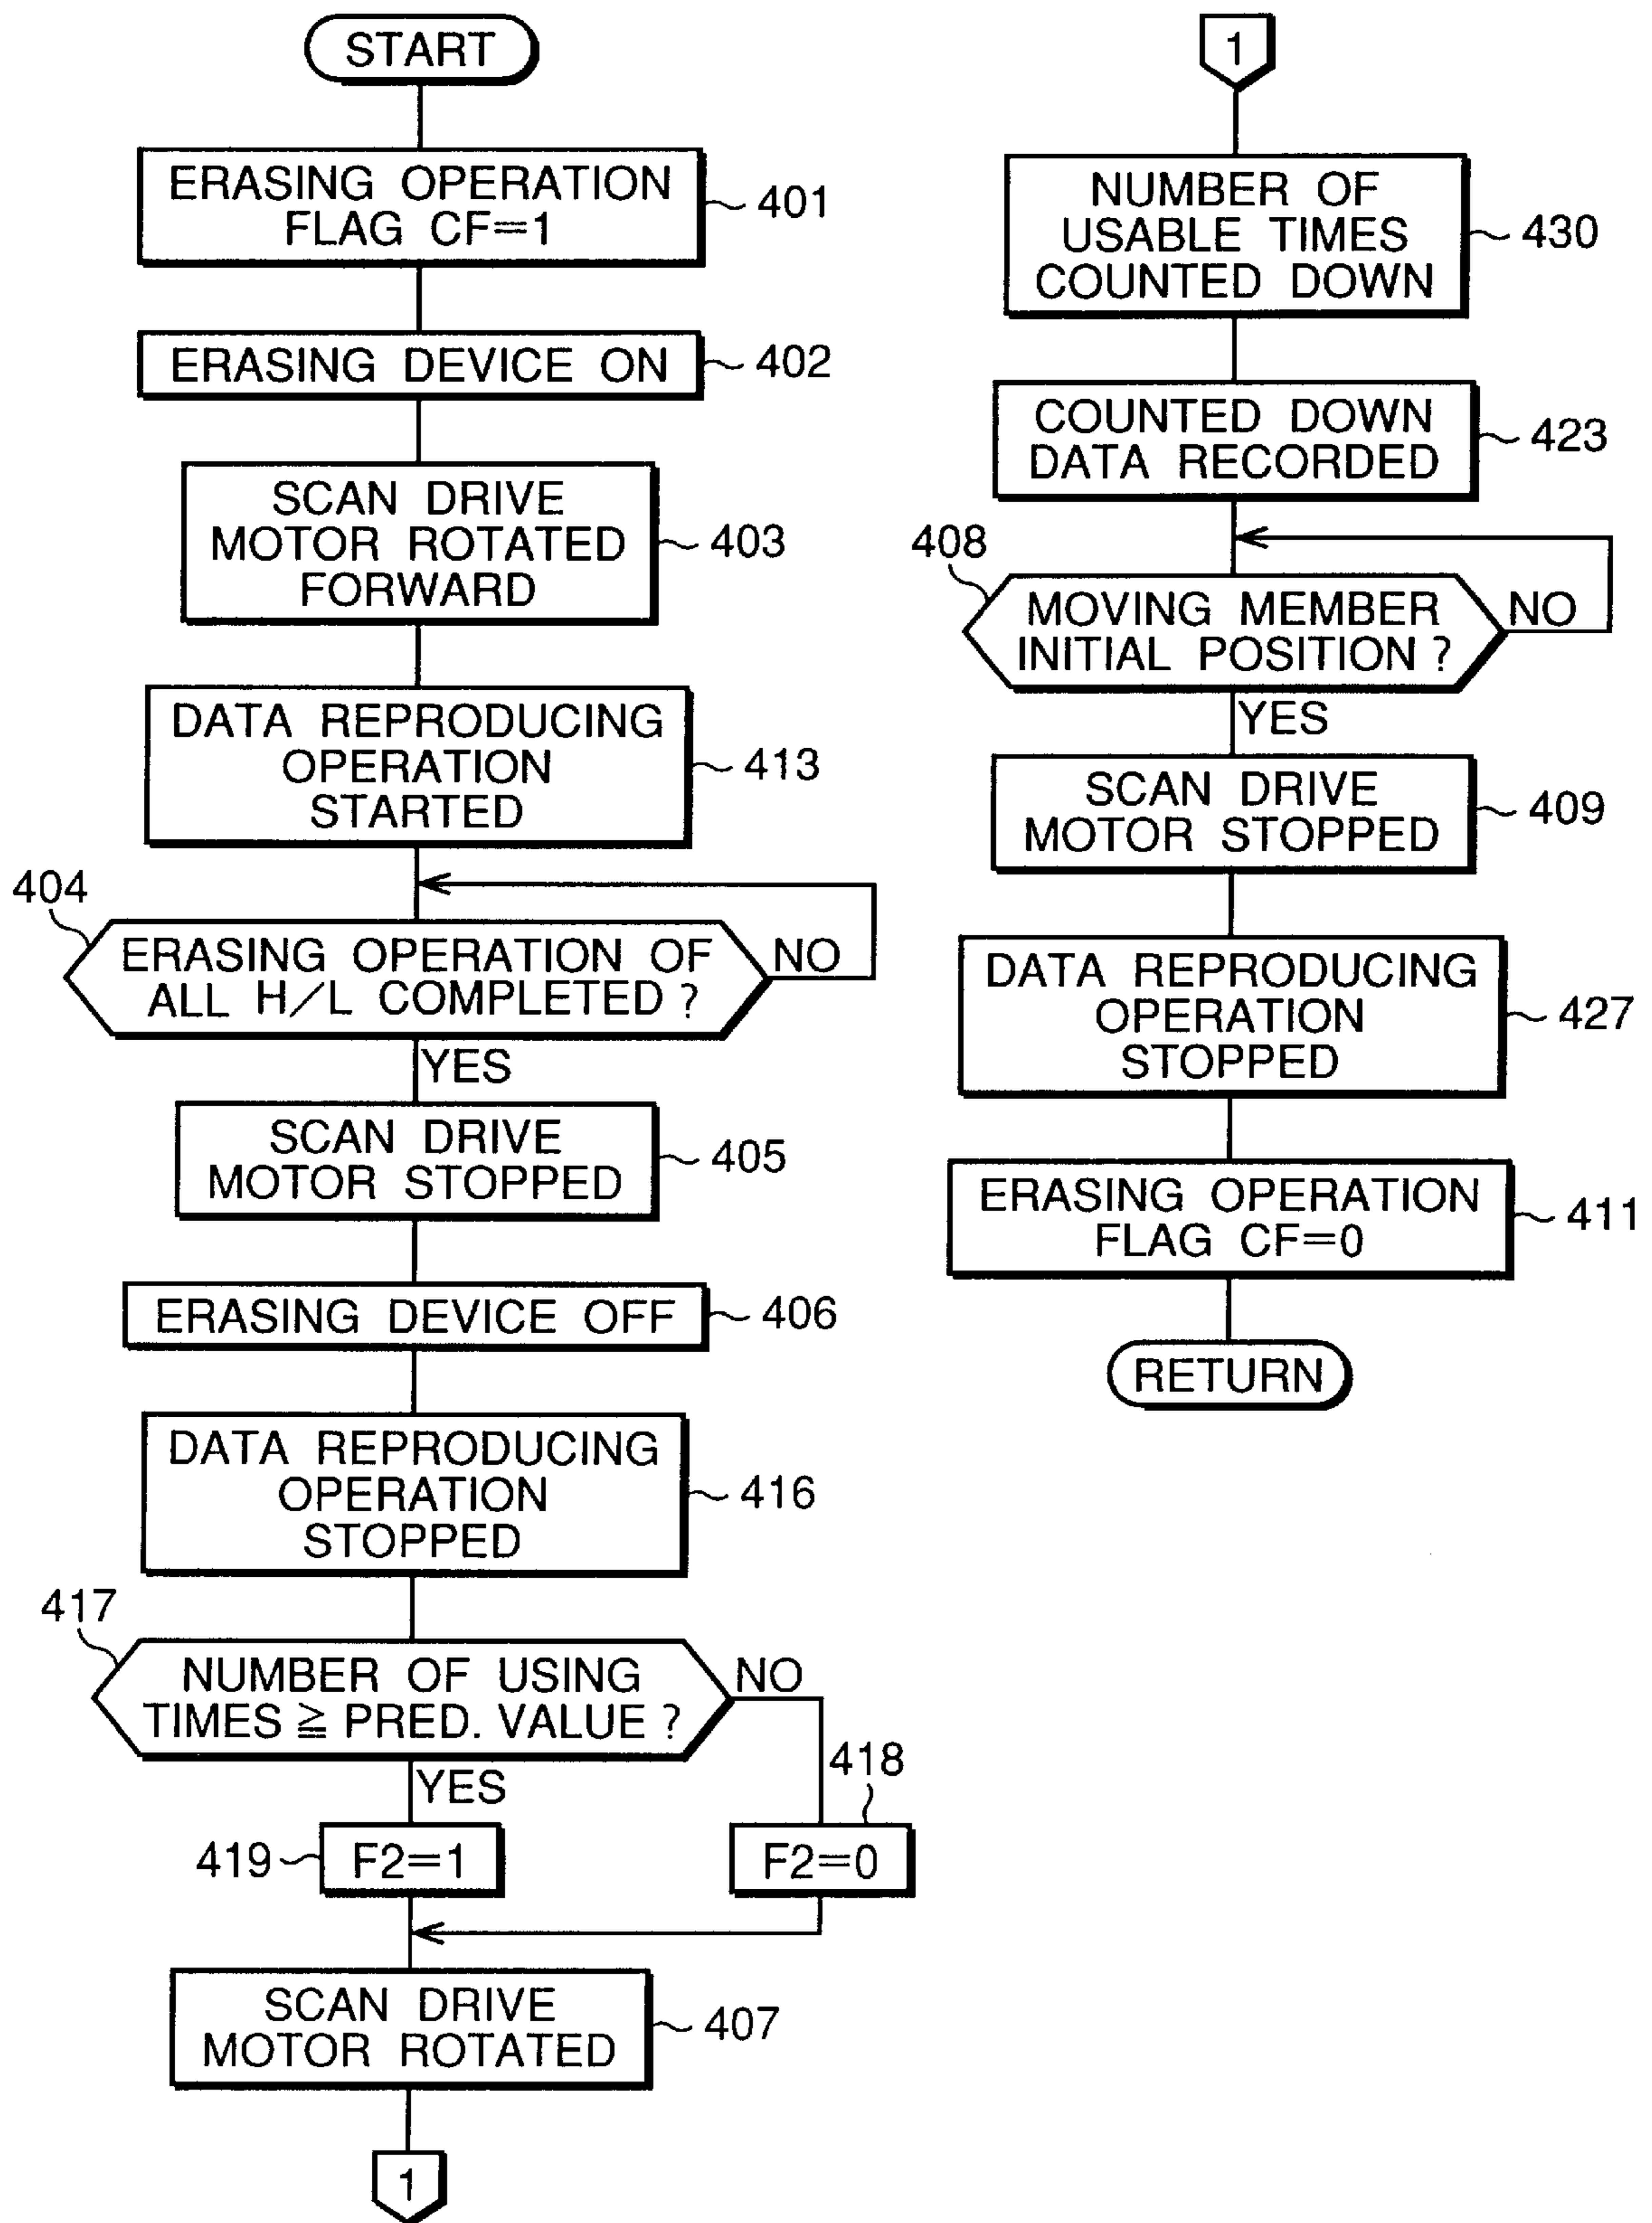 START
ERASING OPERATION
FLAG CF=1
401
ERASING DEVICE ON
402
SCAN DRIVE
MOTOR ROTATED
FORWARD
403
DATA REPRODUCING
OPERATION
STARTED
413
404
ERASING OPERATION OF
ALL H/L COMPLETED ?
NO
YES
SCAN DRIVE
MOTOR STOPPED
405
ERASING DEVICE OFF
406
DATA REPRODUCING
OPERATION
STOPPED
416
417
NUMBER OF USING
TIMES ≧ PRED. VALUE ?
NO
YES
418
419
F2=1
F2=0
SCAN DRIVE
MOTOR ROTATED
407
1
1
NUMBER OF
USABLE TIMES
COUNTED DOWN
430
COUNTED DOWN
DATA RECORDED
423
408
MOVING MEMBER
INITIAL POSITION ?
NO
YES
SCAN DRIVE
MOTOR STOPPED
409
DATA REPRODUCING
OPERATION
STOPPED
427
ERASING OPERATION
FLAG CF=0
411
RETURN